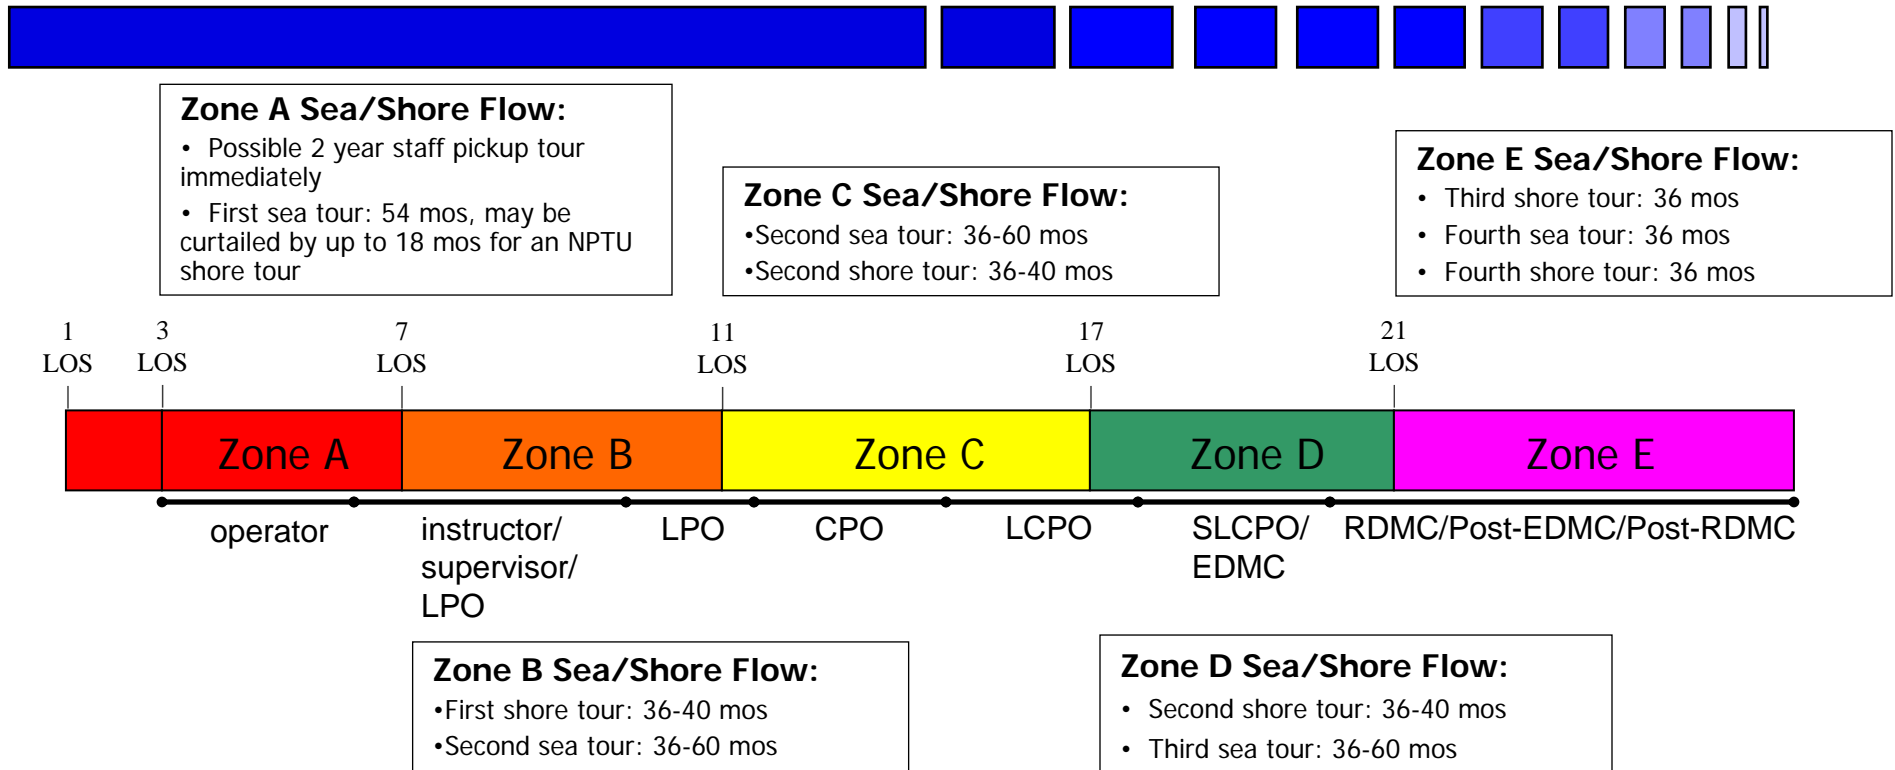 Zone A Sea/Shore Flow:
• Possible 2 year staff pickup tour
immediately
• First sea tour: 54 mos, may be
curtailed by up to 18 mos for an NPTU
shore tour
Zone C Sea/Shore Flow:
•Second sea tour: 36-60 mos
•Second shore tour: 36-40 mos
Zone E Sea/Shore Flow:
• Third shore tour: 36 mos
• Fourth sea tour: 36 mos
• Fourth shore tour: 36 mos
1
LOS
3
LOS
7
LOS
11
LOS
17
LOS
21
LOS
Zone A
Zone B
Zone C
Zone D
Zone E
operator
instructor/
supervisor/
LPO
LPO
CPO
LCPO
SLCPO/
EDMC
RDMC/Post-EDMC/Post-RDMC
Zone B Sea/Shore Flow:
•First shore tour: 36-40 mos
•Second sea tour: 36-60 mos
Zone D Sea/Shore Flow:
• Second shore tour: 36-40 mos
• Third sea tour: 36-60 mos